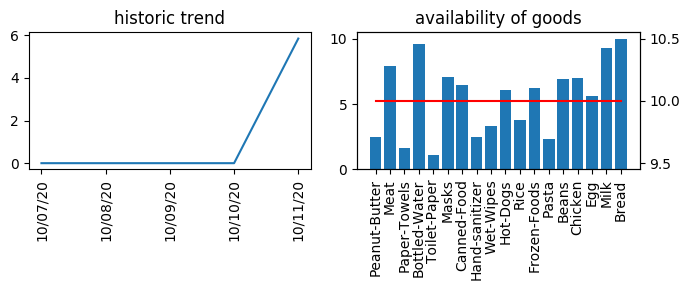 historic trend
6
4
2
0
10/07/20
10/08/20
10/09/20
10/10/20
10/11/20
availability of goods
10
5
0
10.5
10.0
9.5
Peanut-Butter
Meat
Paper-Towels
Bottled-Water
Toilet-Paper
Masks
Canned-Food
Hand-sanitizer
Wet-Wipes
Hot-Dogs
Rice
Frozen-Foods
Pasta
Beans
Chicken
Egg
Milk
Bread